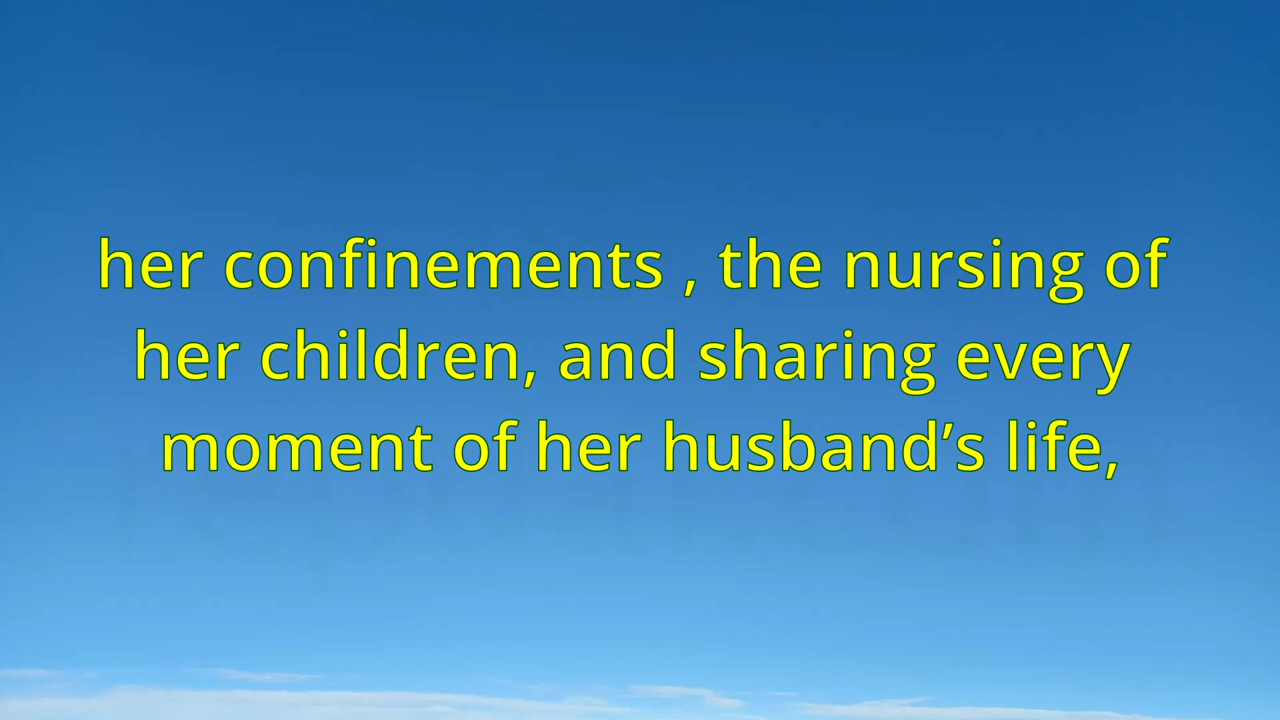 her confinements , the nursing of
her children, and sharing every
moment of her husband’s life,